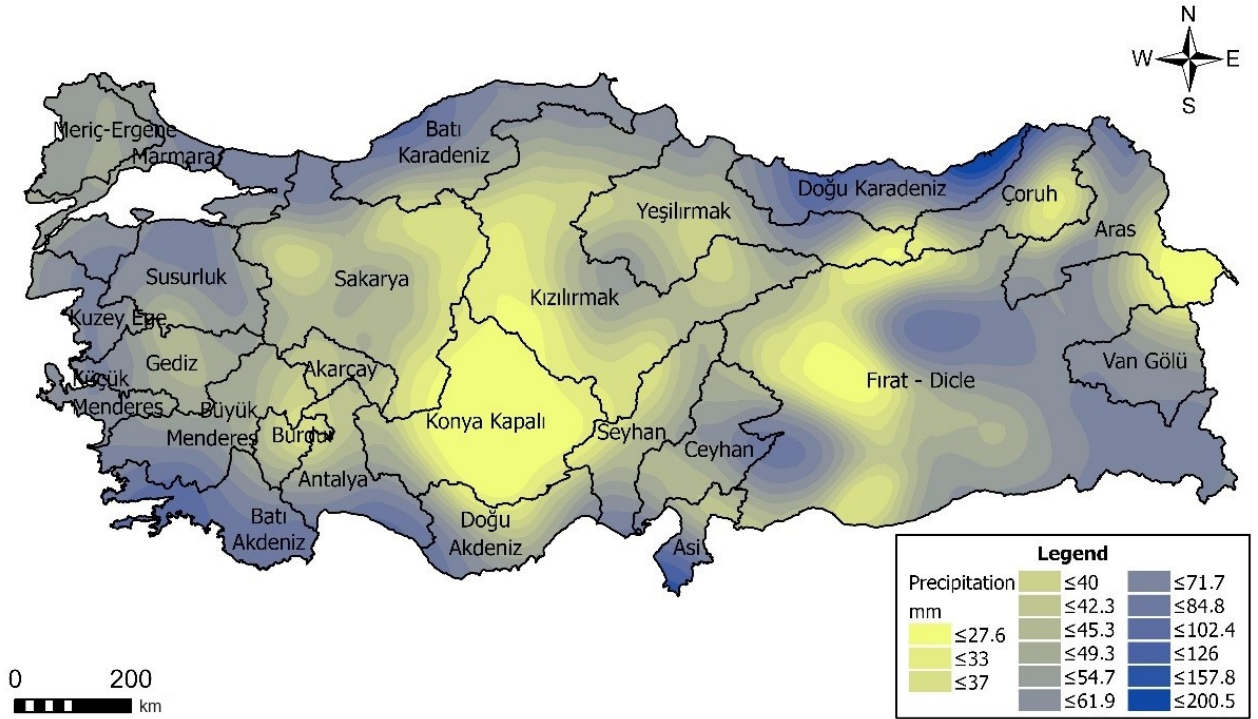 N
W E
S
Meriç-Ergene
Marmara
Batı
Karadeniz
Doğu Karadeniz
Çoruh
Yeşilırmak
Aras
Susurluk
Sakarya
Kızılırmak
Kuzey Ege
Gediz
Akarçay
Van Gölü
Fırat - Dicle
Küçük
Menderes
Büyük
Menderes
Burdur
Konya Kapalı
Seyhan
Ceyhan
Antalya
Batı
Akdeniz
Doğu
Akdeniz
Asi
Legend
Precipitation
mm
≤27.6
≤33
≤37
≤40
≤42.3
≤45.3
≤49.3
≤54.7
≤61.9
≤71.7
≤84.8
≤102.4
≤126
≤157.8
≤200.5
0 200
km